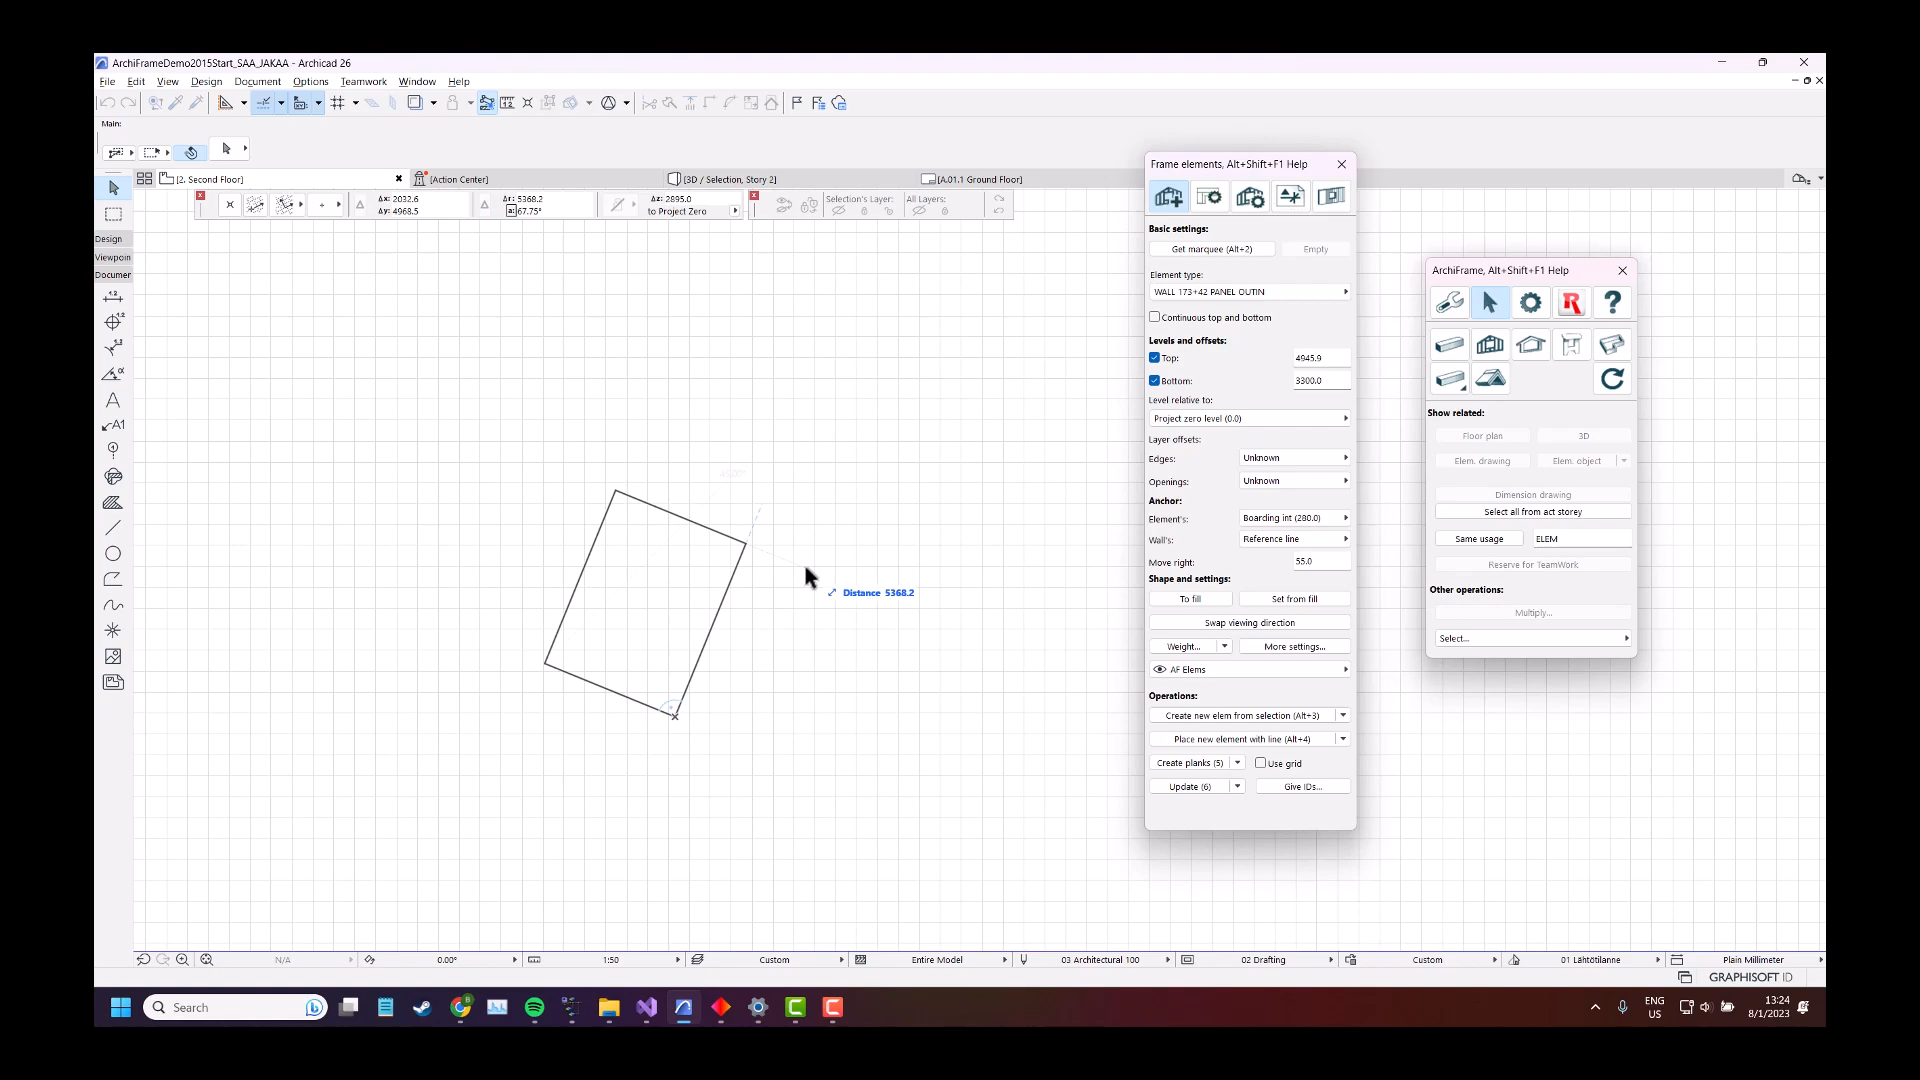 ArchiFrameDemo2015Start_SAA_JAKAA - Archicad 26
File Edit View Design Document Options Teamwork Window Help
Main:
[2. Second Floor] [Action Center] [3D / Selection, Story 2] [A.01.1 Ground Floor]
Δx: 2032.6
Δy: 4968.5
Δr: 5368.2
a: 67.75°
Δz: 2895.0
to Project Zero
Selection's Layer: All Layers:
Design
Viewpoin
Documer
Distance 5368.2
Frame elements, Alt+Shift+F1 Help
Basic settings:
Get marquee (Alt+2) Empty
Element type:
WALL 173+42 PANEL OUTIN
Continuous top and bottom
Levels and offsets:
Top: 4945.9
Bottom: 3300.0
Level relative to:
Project zero level (0.0)
Layer offsets:
Edges: Unknown
Openings: Unknown
Anchor:
Element's: Boarding int (280.0)
Wall's: Reference line
Move right: 55.0
Shape and settings:
To fill Set from fill
Swap viewing direction
Weight... More settings...
AF Elems
Operations:
Create new elem from selection (Alt+3)
Place new element with line (Alt+4)
Create planks (5) Use grid
Update (6) Give IDs...
ArchiFrame, Alt+Shift+F1 Help
Show related:
Floor plan 3D
Elem. drawing Elem. object
Dimension drawing
Select all from act storey
Same usage ELEM
Reserve for TeamWork
Other operations:
Multiply...
Select...
N/A 0.00° 1:50 Custom Entire Model 03 Architectural 100 02 Drafting Custom 01 Lähtötilanne Plain Millimeter
GRAPHISOFT ID
Search
ENG
US
13:24
8/1/2023